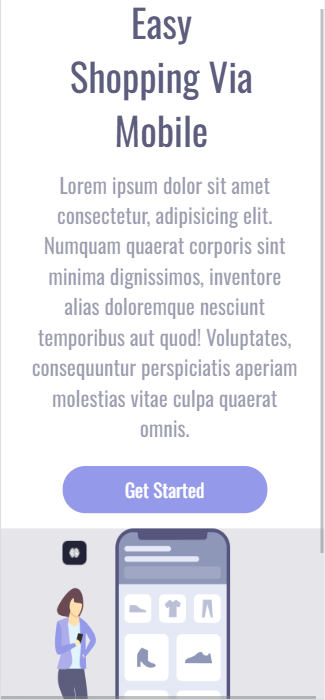 Easy
Shopping Via
Mobile
Lorem ipsum dolor sit amet
consectetur, adipisicing elit.
Numquam quaerat corporis sint
minima dignissimos, inventore
alias doloremque nesciunt
temporibus aut quod! Voluptates,
consequuntur perspiciatis aperiam
molestias vitae culpa quaerat
omnis.
Get Started